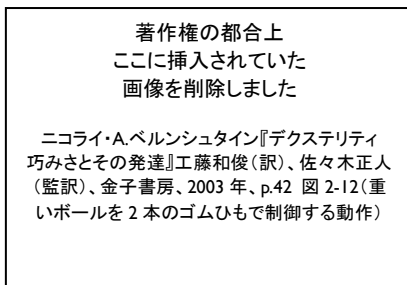 著作権の都合上
ここに挿入されていた
画像を削除しました
ニコライ・A.ベルンシュタイン『デクステリティ
巧みさとその発達』工藤和俊(訳)、佐々木正人
(監訳)、金子書房、2003 年、p.42 図 2-12(重
いボールを 2 本のゴムひもで制御する動作)